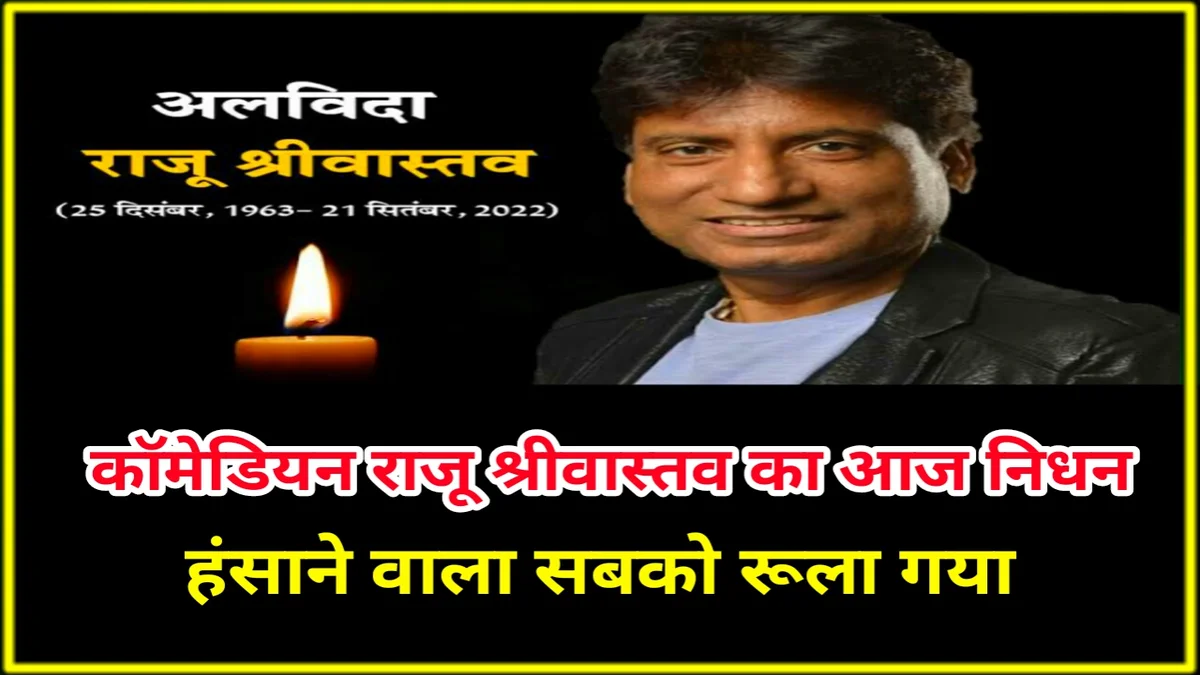 अलविदा
राजू श्रीवास्तव
(25 दिसंबर, 1963– 21 सितंबर, 2022)
कॉमेडियन राजू श्रीवास्तव का आज निधन
हंसाने वाला सबको रूला गया